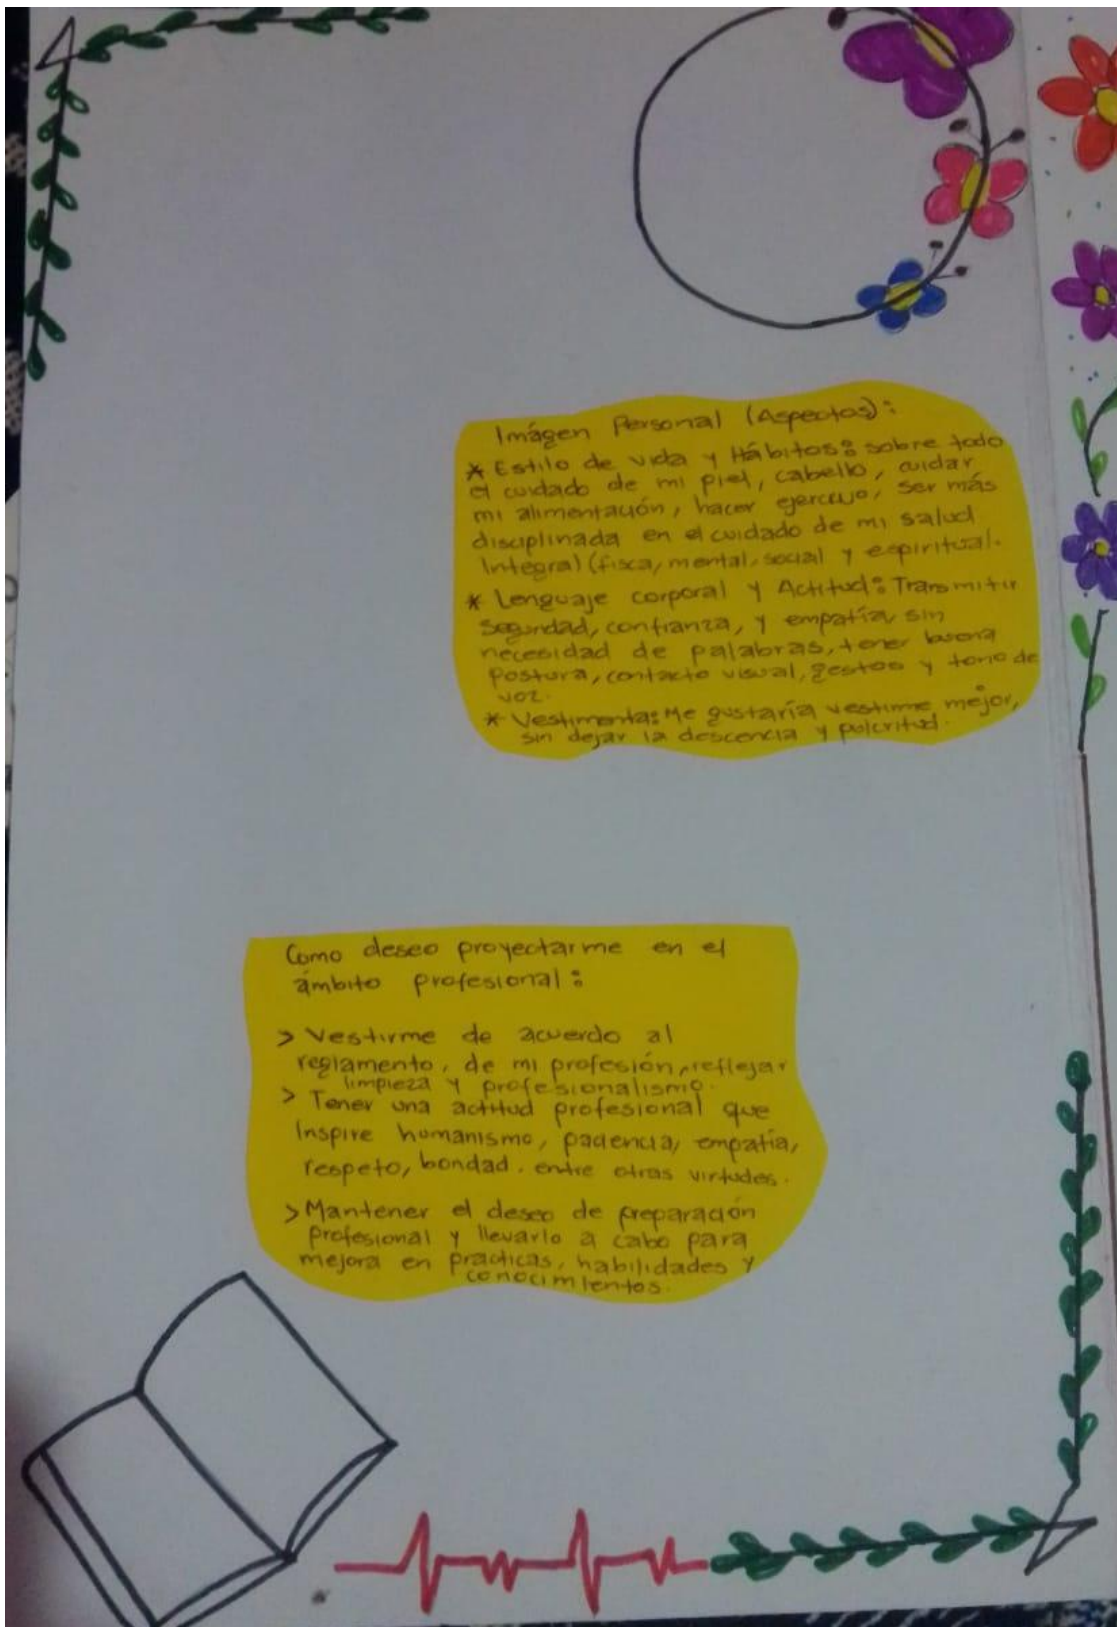 Imágen Personal (Aspectos):
* Estilo de vida y Hábitos: sobre todo
el cuidado de mi piel, cabello, cuidar
mi alimentación, hacer ejercicio, ser más
disciplinada en el cuidado de mi salud
Integral (física, mental, social y espiritual.
* Lenguaje corporal y Actitud: Transmitir
seguridad, confianza, y empatía, sin
necesidad de palabras, tener buena
postura, contacto visual, gestos y tono de
voz.
* Vestimenta: Me gustaría vestirme mejor,
sin dejar la descencia y pulcritud.
Como deseo proyectarme en el
ámbito profesional:
> Vestirme de acuerdo al
reglamento, de mi profesión, reflejar
limpieza y profesionalismo.
> Tener una actitud profesional que
Inspire humanismo, paciencia, empatía,
respeto, bondad. entre otras virtudes.
> Mantener el deseo de preparación
profesional y llevarlo a cabo para
mejora en practicas, habilidades y
conocimientos.